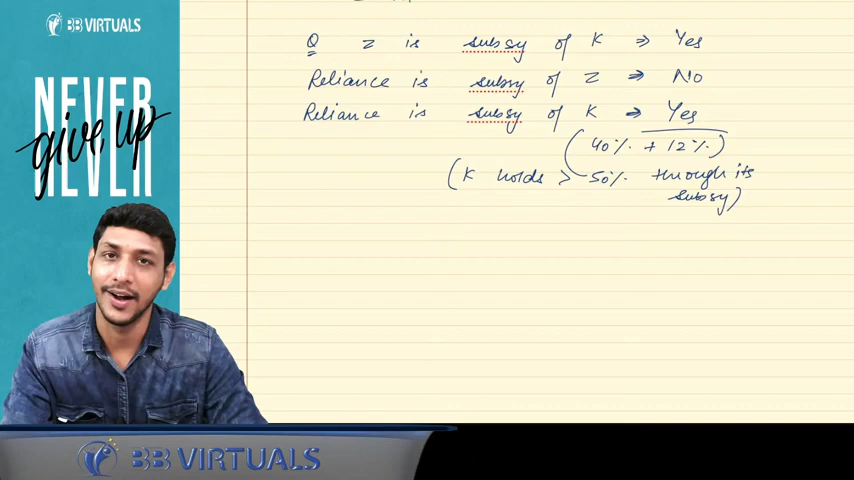 BB VIRTUALS
NEVER
give up
NEVER
Q Z is subsy of K ⇒ Yes
Reliance is subsy of Z ⇒ No
Reliance is subsy of K ⇒ Yes
(40% + 12%)
(K holds > 50% through its
subsy)
BB VIRTUALS